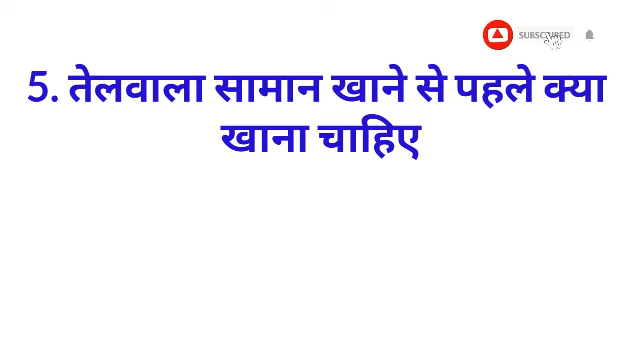 SUBSCRIBED
5. तेलवाला सामान खाने से पहले क्या
खाना चाहिए